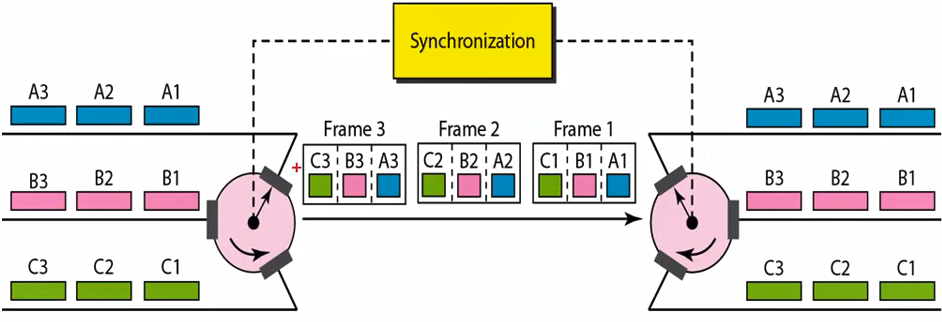 Synchronization
A3 A2 A1
A3 A2 A1
Frame 3 Frame 2 Frame 1
C3 B3 A3 C2 B2 A2 C1 B1 A1
+
B3 B2 B1
B3 B2 B1
C3 C2 C1
C3 C2 C1